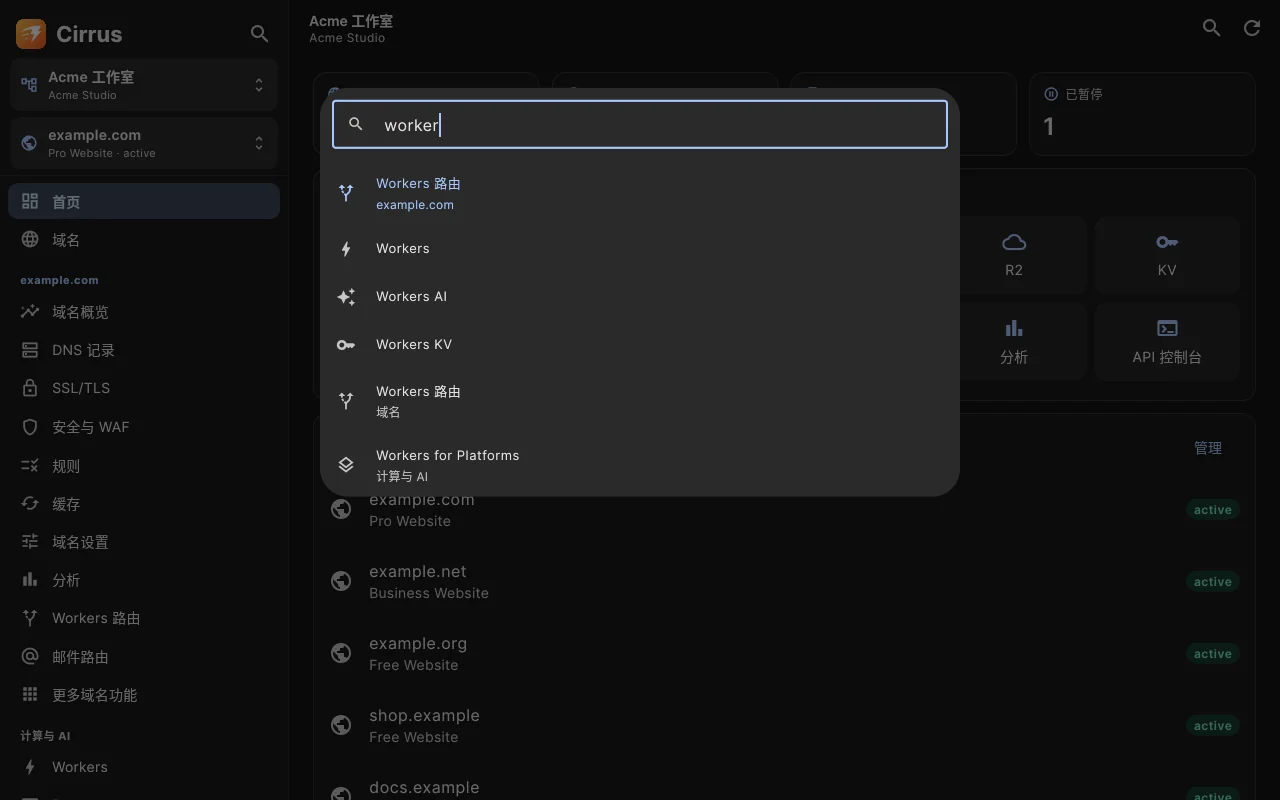 Cirrus
Acme 工作室
Acme Studio
example.com
Pro Website · active
首页
域名
example.com
域名概览
DNS 记录
SSL/TLS
安全与 WAF
规则
缓存
域名设置
分析
Workers 路由
邮件路由
更多域名功能
计算与 AI
Workers
Acme 工作室
Acme Studio
已暂停
1
worker
Workers 路由
example.com
Workers
Workers AI
Workers KV
Workers 路由
域名
Workers for Platforms
计算与 AI
R2
KV
分析
API 控制台
管理
example.com
Pro Website
active
example.net
Business Website
active
example.org
Free Website
active
shop.example
Free Website
active
docs.example
active